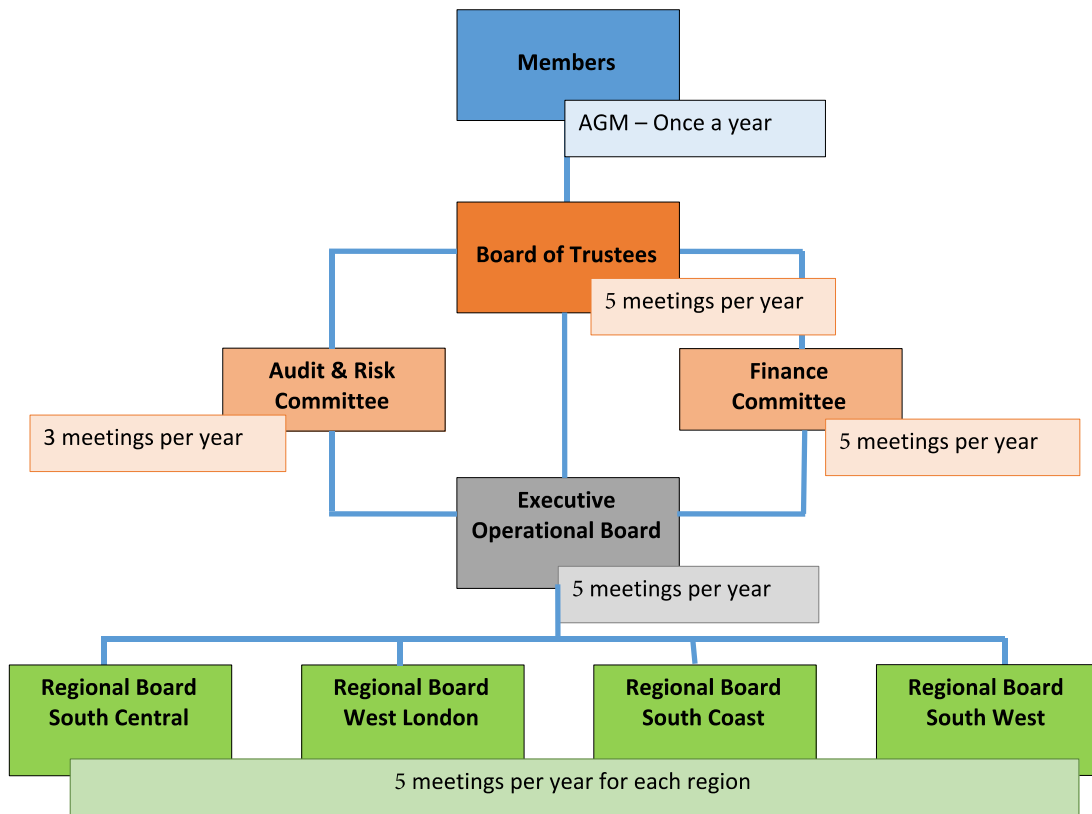 Members
AGM – Once a year
Board of Trustees
5 meetings per year
Audit & Risk
Committee
3 meetings per year
Finance
Committee
5 meetings per year
Executive
Operational Board
5 meetings per year
Regional Board
South Central
Regional Board
West London
Regional Board
South Coast
Regional Board
South West
5 meetings per year for each region